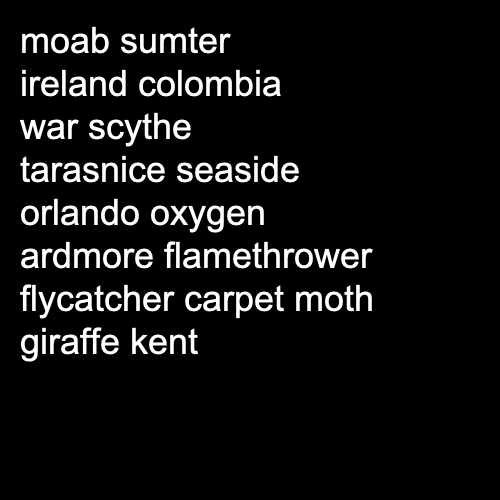 moab sumter
ireland colombia
war scythe
tarasnice seaside
orlando oxygen
ardmore flamethrower
flycatcher carpet moth
giraffe kent